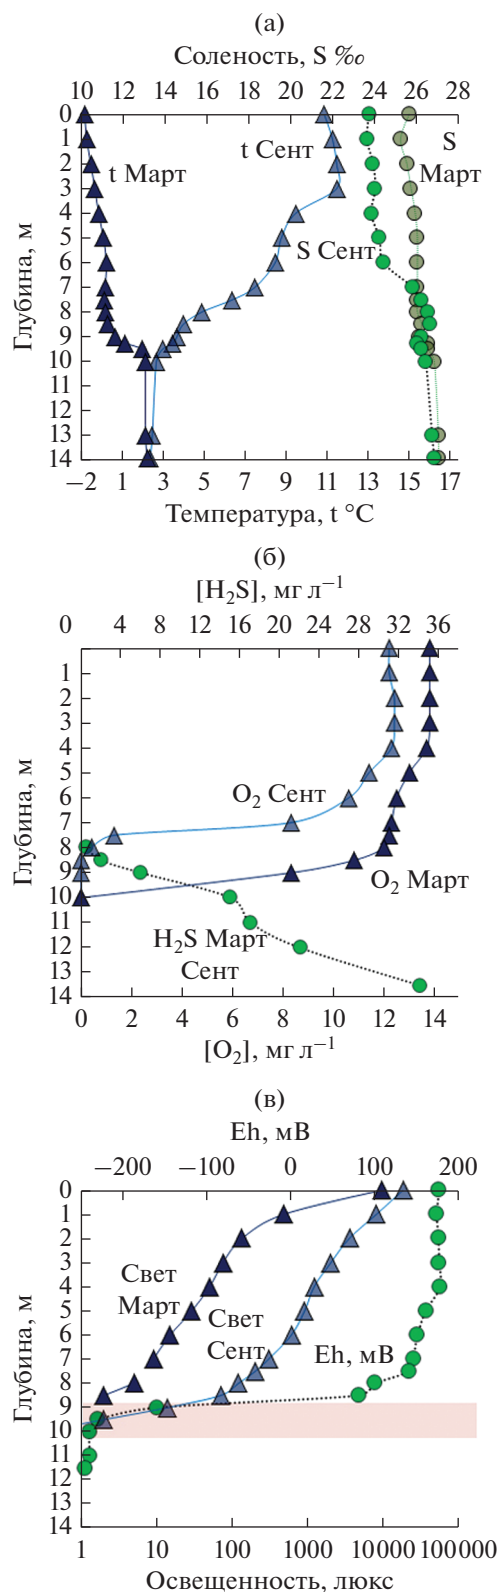 (а)
Соленость, S ‰
10 12 14 16 18 20 22 24 26 28
0
1
2
3
4
5
6
7
8
9
10
11
12
13
14
Глубина, м
t Март
t Сент
S Март
S Сент
−2 1 3 5 7 9 11 13 15 17
Температура, t °C
(б)
[H₂S], мг л⁻¹
0 4 8 12 16 22 24 28 32 36
1
2
3
4
5
6
7
8
9
10
11
12
13
14
Глубина, м
O₂ Сент
O₂ Март
H₂S Март
Сент
0 2 4 6 8 10 12 14
[O₂], мг л⁻¹
(в)
Eh, мВ
−200 −100 0 100 200
0
1
2
3
4
5
6
7
8
9
10
11
12
13
14
Глубина, м
Свет
Март
Свет
Сент
Eh, мВ
1 10 100 1000 10000 100000
Освещенность, люкс